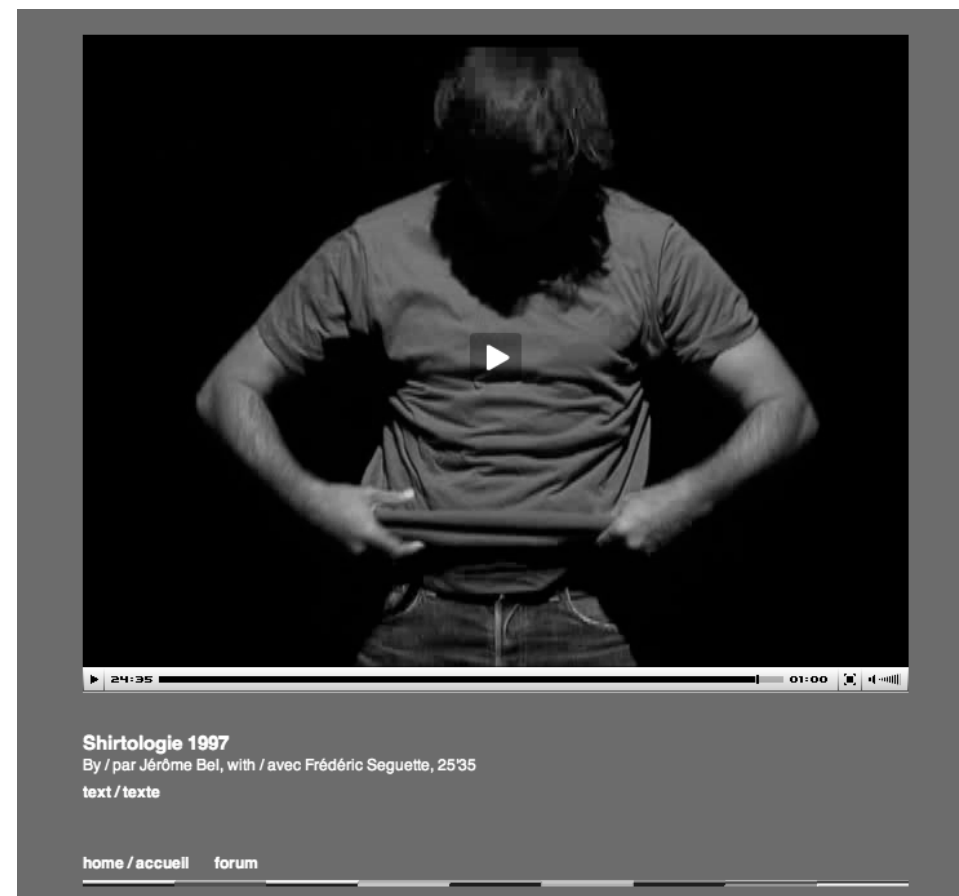 24:35 01:00
Shirtologie 1997
By / par Jérôme Bel, with / avec Frédéric Seguette, 25'35
text / texte
home / accueil forum